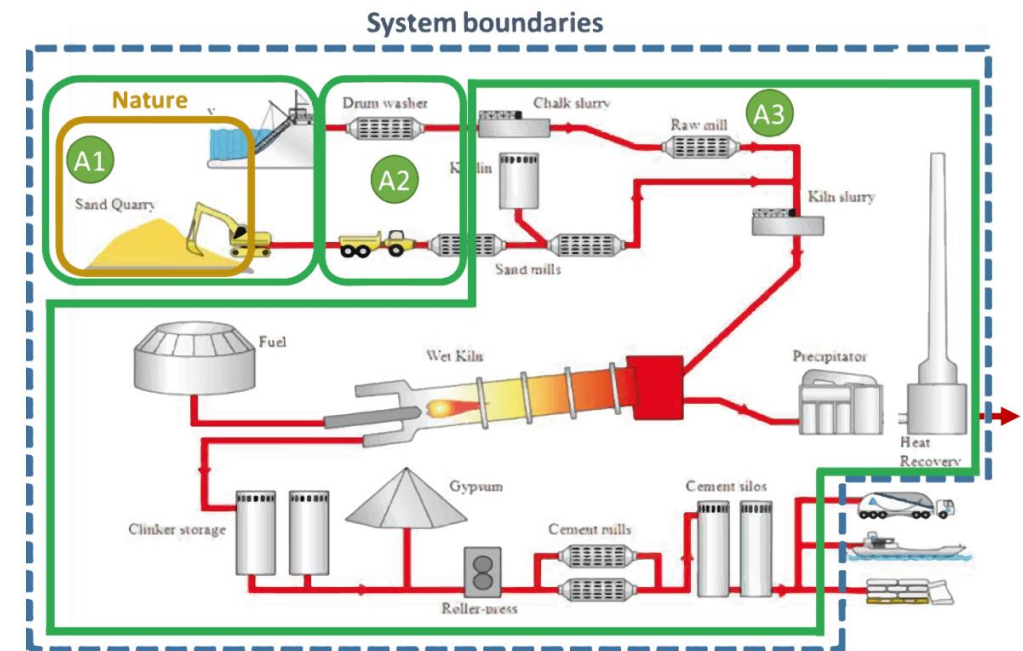 System boundaries
Nature
A1
Sand Quarry
Drum washer
A2
Chalk slurry
Raw mill
A3
Kiln slurry
Sand mills
Fuel
Wet Kiln
Precipitator
Heat
Recovery
Clinker storage
Gypsum
Roller-press
Cement mills
Cement silos